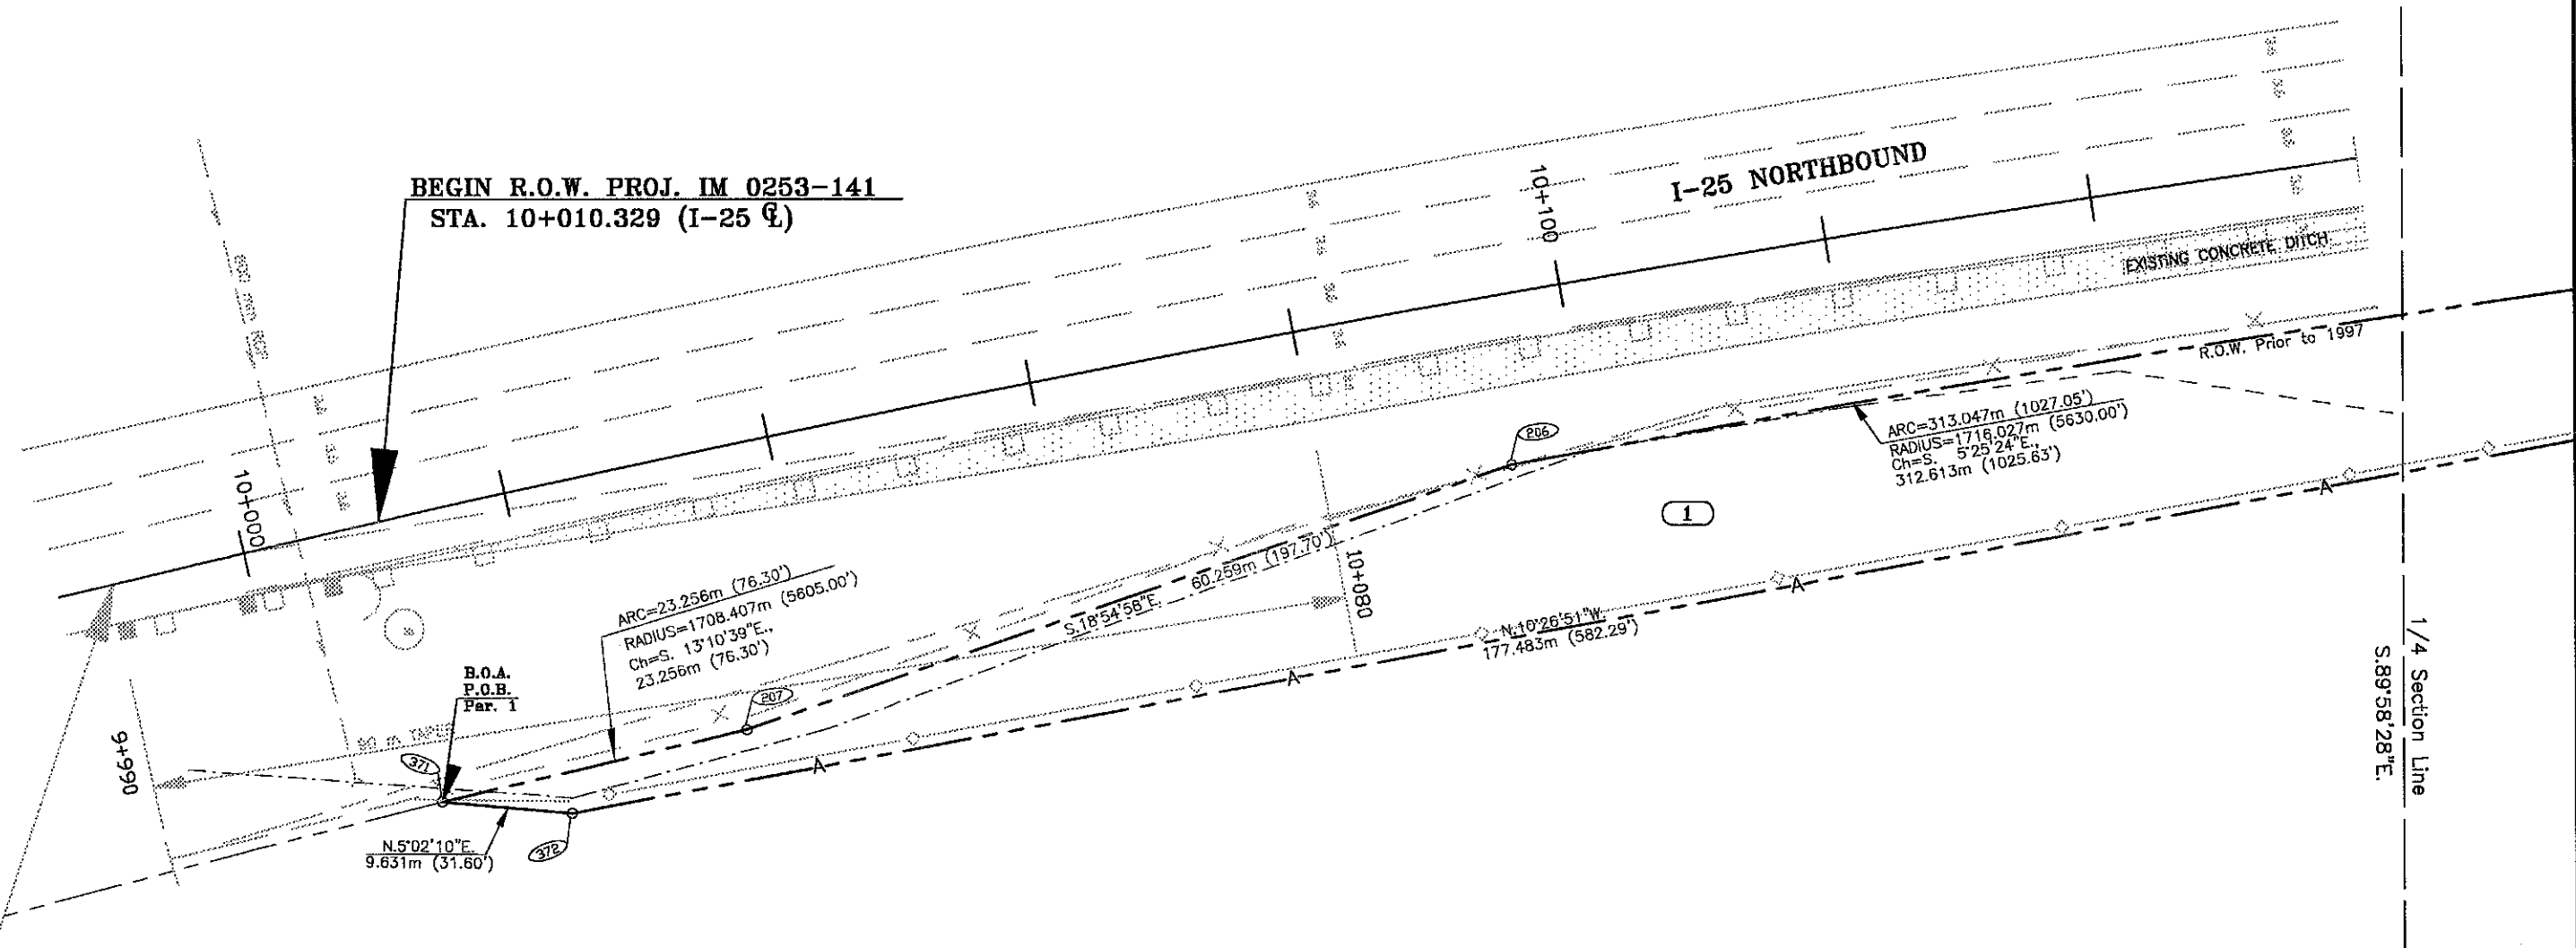 BEGIN R.O.W. PROJ. IM 0253-141
STA. 10+010.329 (I-25 ℄)
10+000
10+100
I-25 NORTHBOUND
EXISTING CONCRETE DITCH
R.O.W. Prior to 1997
206
ARC=313.047m (1027.05')
RADIUS=1716.027m (5630.00')
Ch=S. 5°25'24"E.,
312.613m (1025.63')
1
ARC=23.256m (76.30')
RADIUS=1708.407m (5605.00')
Ch=S. 13°10'39"E.,
23.256m (76.30')
S.18°54'58"E.
60.259m (197.70')
10+080
N.10°26'51"W.
177.483m (582.29')
A
A
A
A
B.O.A.
P.O.B.
Par. 1
207
371
372
9+990
N.5°02'10"E.
9.631m (31.60')
1/4 Section Line
S.89°58'28"E.